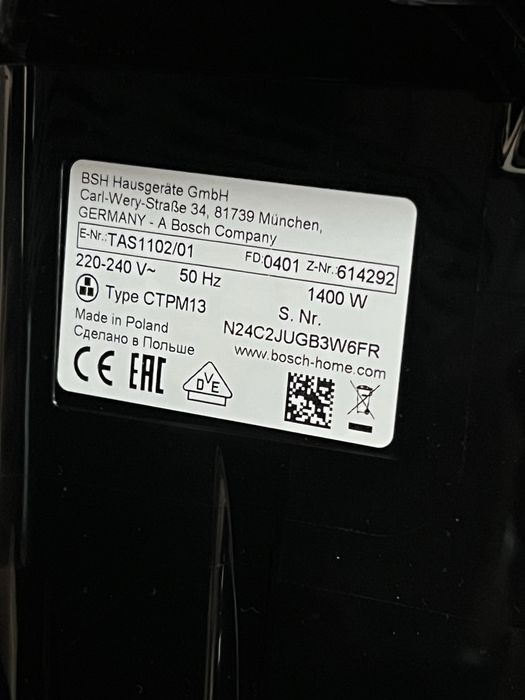 BSH Hausgeräte GmbH
Carl-Wery-Straße 34, 81739 München,
GERMANY - A Bosch Company
E-Nr.:TAS1102/01 FD:0401 Z-Nr.:614292
220-240 V~ 50 Hz 1400 W
Type CTPM13 S. Nr.
Made in Poland N24C2JUGB3W6FR
Сделано в Польше www.bosch-home.com
CE EAC DVE